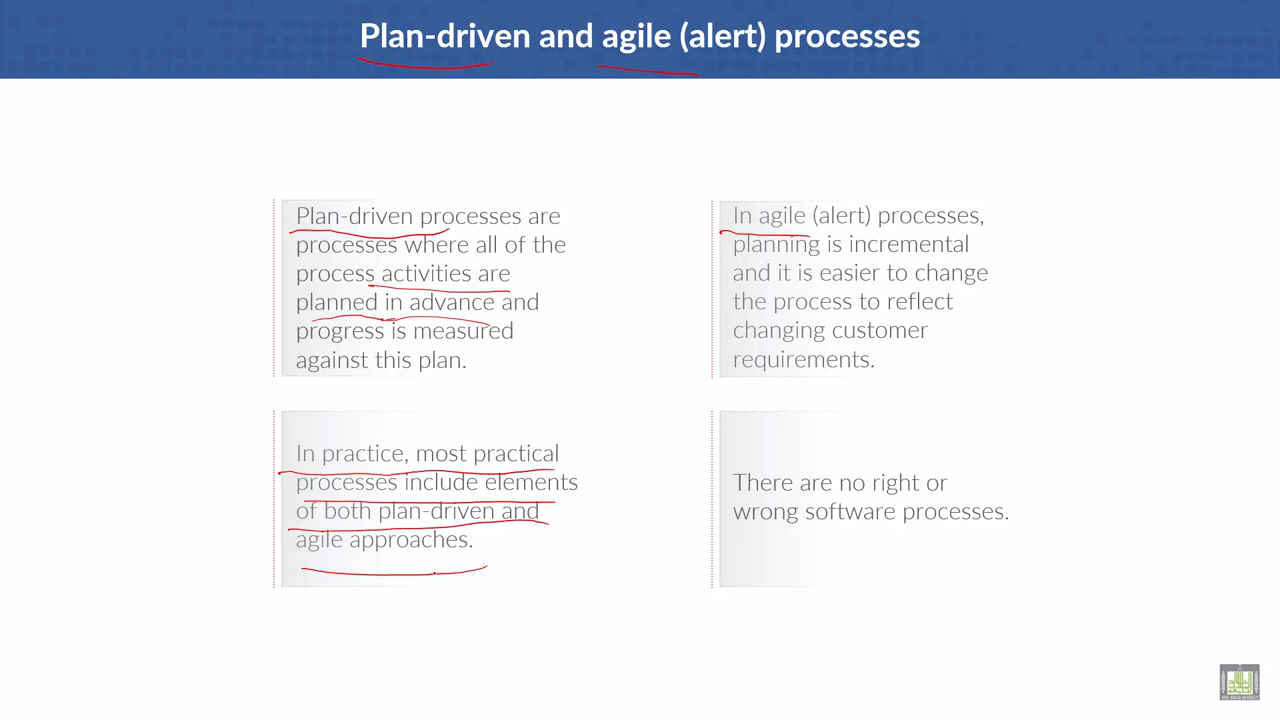 Plan-driven and agile (alert) processes
Plan-driven processes are
processes where all of the
process activities are
planned in advance and
progress is measured
against this plan.
In agile (alert) processes,
planning is incremental
and it is easier to change
the process to reflect
changing customer
requirements.
In practice, most practical
processes include elements
of both plan-driven and
agile approaches.
There are no right or
wrong software processes.